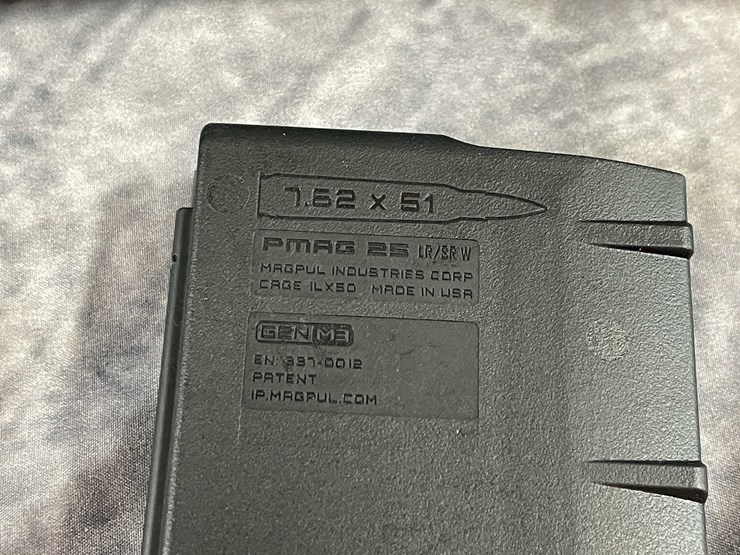 7.62 x 51
PMAG 25 LR/SR W
MAGPUL INDUSTRIES CORP
CAGE 1LX50 MADE IN USA
GEN M3
EN: 337-0012
PATENT
IP.MAGPUL.COM